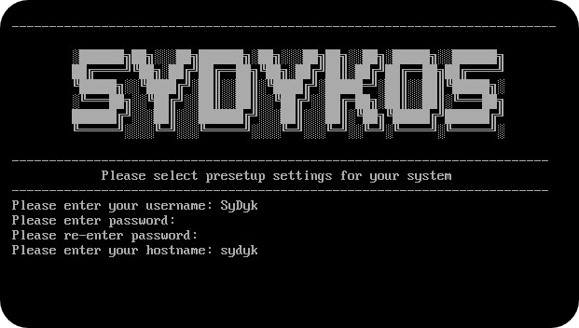 SYDYKOS
Please select presetup settings for your system
Please enter your username: SyDyk
Please enter password:
Please re-enter password:
Please enter your hostname: sydyk